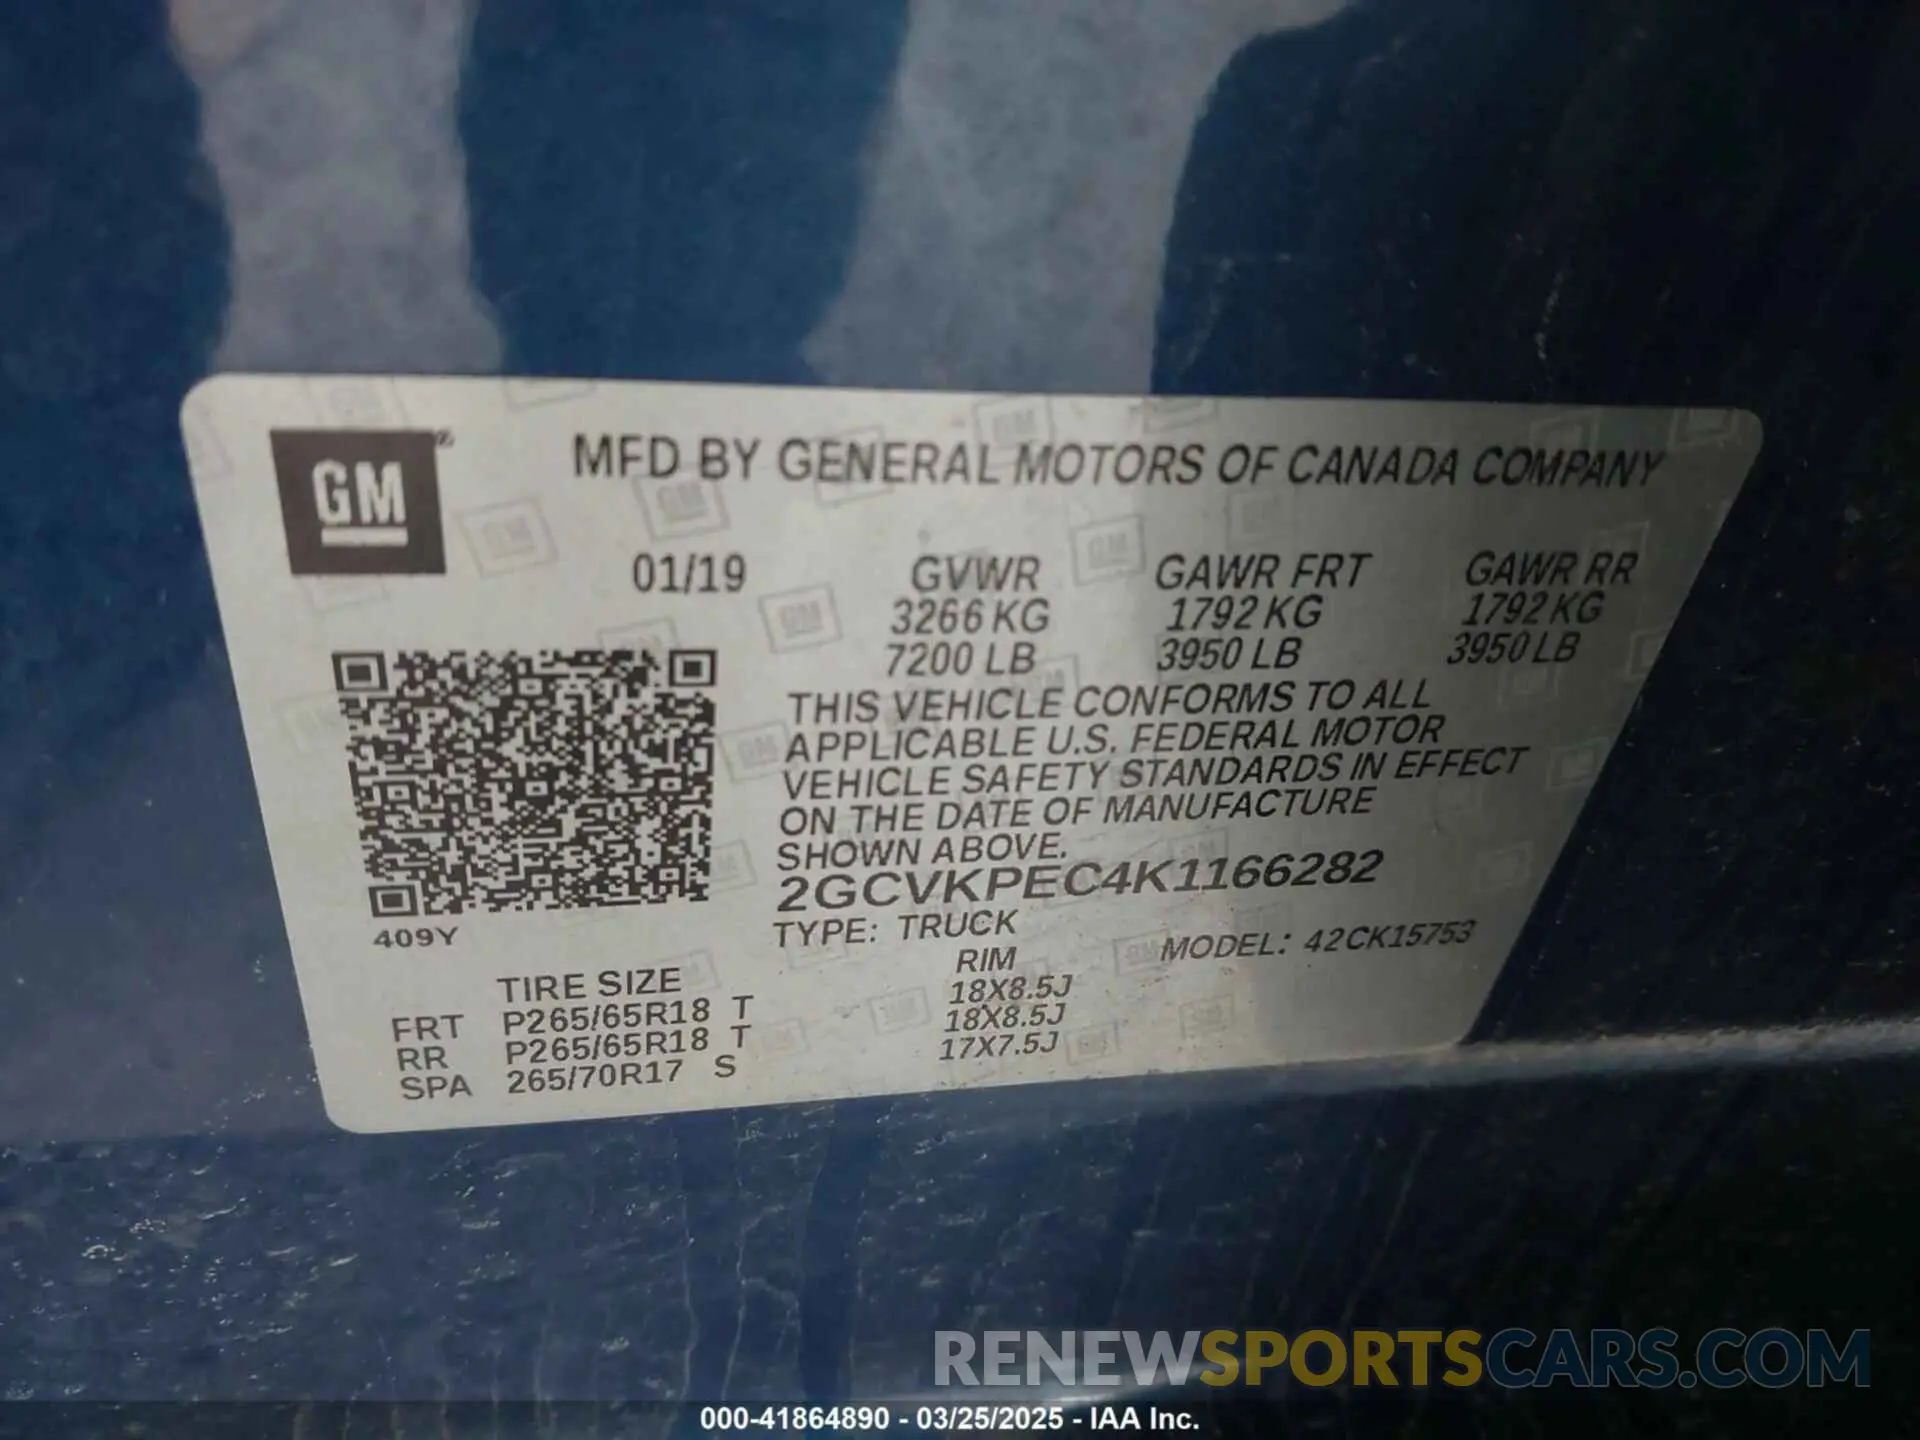 GM
MFD BY GENERAL MOTORS OF CANADA COMPANY
01/19 GVWR GAWR FRT GAWR RR
3266 KG 1792 KG 1792 KG
7200 LB 3950 LB 3950 LB
THIS VEHICLE CONFORMS TO ALL
APPLICABLE U.S. FEDERAL MOTOR
VEHICLE SAFETY STANDARDS IN EFFECT
ON THE DATE OF MANUFACTURE
SHOWN ABOVE.
2GCVKPEC4K1166282
409Y
TYPE: TRUCK MODEL: 42CK15753
TIRE SIZE RIM
FRT P265/65R18 T 18X8.5J
RR P265/65R18 T 18X8.5J
SPA 265/70R17 S 17X7.5J
RENEWSPORTSCARS.COM
000-41864890 - 03/25/2025 - IAA Inc.